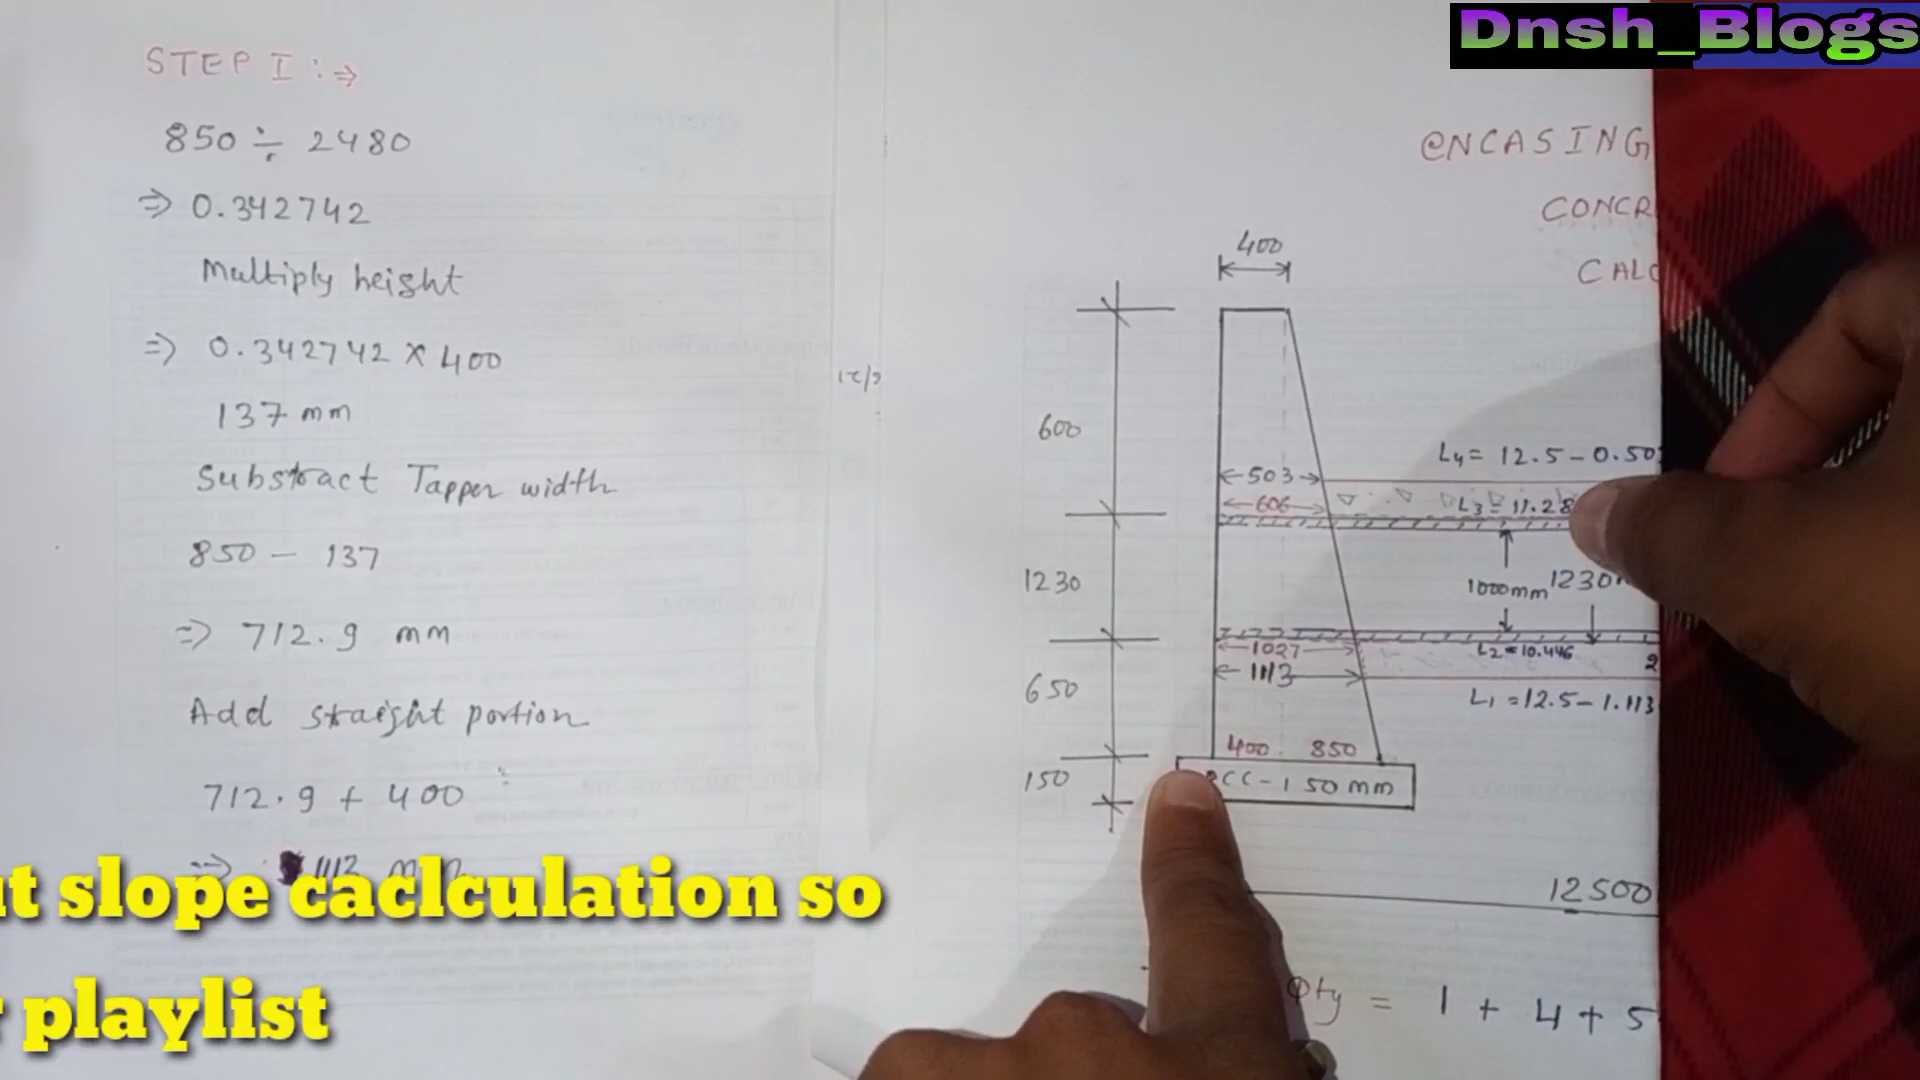 Dnsh_Blogs
STEP I :⇒
850 ÷ 2480
⇒ 0.342742
Multiply height
⇒ 0.342742 × 400
137 mm
Substract Tapper width
850 — 137
⇒ 712.9 mm
Add straight portion
712.9 + 400
⇒ 1113 mm
t slope caclculation so
playlist
ENCASING
CONCR
CALC
400
600
503
606
L4= 12.5-0.50
L3= 11.28
1230
1000mm
1230
1027
L2=10.446
2
1113
650
L1=12.5-1.113
400 850
150
PCC-150mm
12500
Qty = 1 + 4 + 5